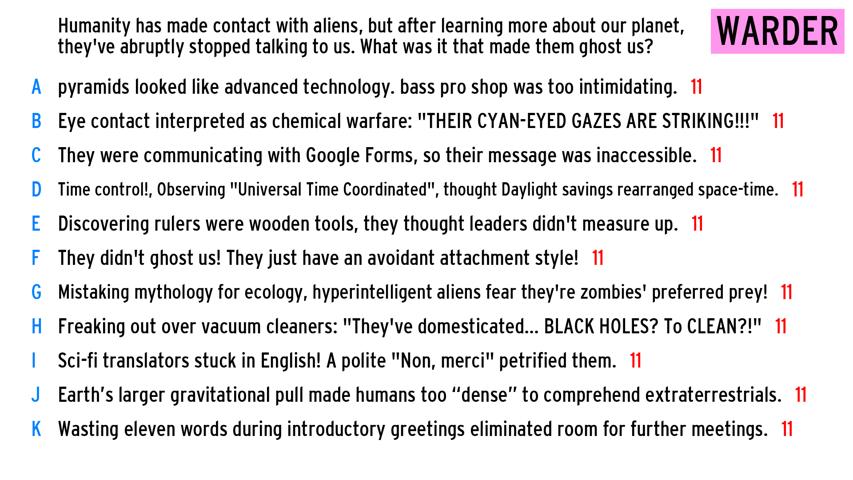 Humanity has made contact with aliens, but after learning more about our planet,
they've abruptly stopped talking to us. What was it that made them ghost us?
WARDER
A pyramids looked like advanced technology. bass pro shop was too intimidating. 11
B Eye contact interpreted as chemical warfare: "THEIR CYAN-EYED GAZES ARE STRIKING!!!" 11
C They were communicating with Google Forms, so their message was inaccessible. 11
D Time control!, Observing "Universal Time Coordinated", thought Daylight savings rearranged space-time. 11
E Discovering rulers were wooden tools, they thought leaders didn't measure up. 11
F They didn't ghost us! They just have an avoidant attachment style! 11
G Mistaking mythology for ecology, hyperintelligent aliens fear they're zombies' preferred prey! 11
H Freaking out over vacuum cleaners: "They've domesticated... BLACK HOLES? To CLEAN?!" 11
I Sci-fi translators stuck in English! A polite "Non, merci" petrified them. 11
J Earth’s larger gravitational pull made humans too “dense” to comprehend extraterrestrials. 11
K Wasting eleven words during introductory greetings eliminated room for further meetings. 11